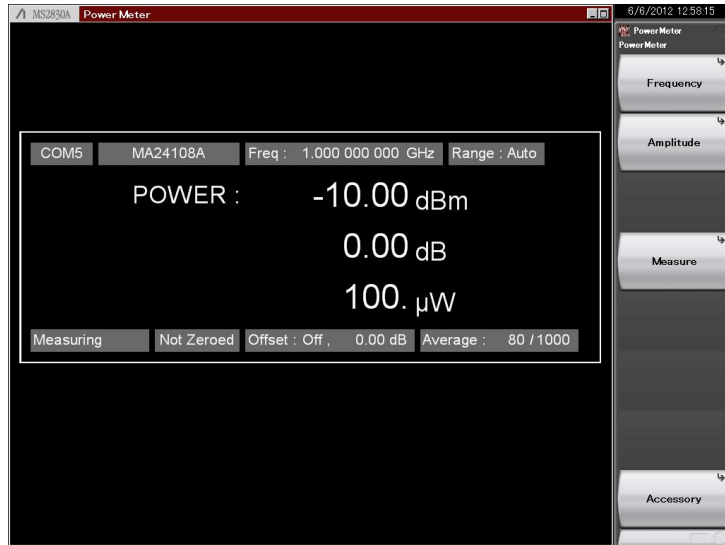 MS2830A Power Meter
6/6/2012 12:58:15
Power Meter
Power Meter
Frequency
Amplitude
COM5 MA24108A Freq : 1.000 000 000 GHz Range : Auto
POWER : -10.00 dBm
0.00 dB
100. µW
Measure
Measuring Not Zeroed Offset : Off , 0.00 dB Average : 80 / 1000
Accessory